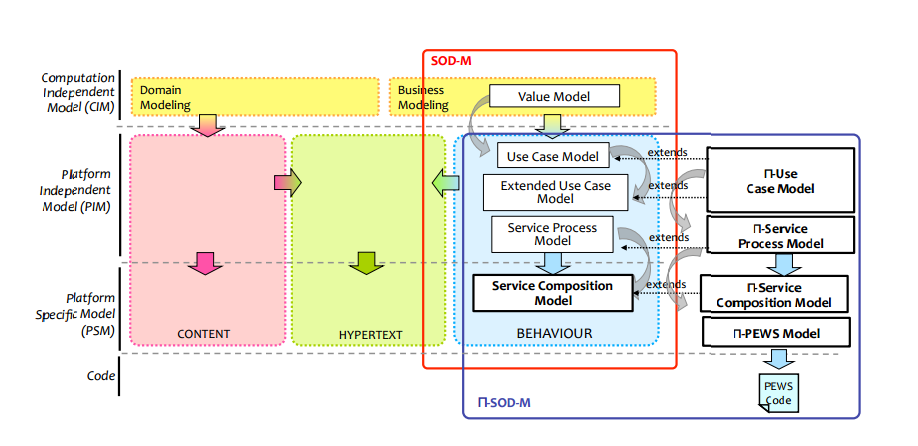 SOD-M
Computation
Independent
Model (CIM)
Domain
Modeling
Business
Modeling
Value Model
Platform
Independent
Model (PIM)
Use Case Model
extends
Extended Use Case
Model
extends
Service Process
Model
extends
Π-Use
Case Model
Π-Service
Process Model
Platform
Specific Model
(PSM)
Service Composition
Model
extends
Π-Service
Composition Model
CONTENT
HYPERTEXT
BEHAVIOUR
Π-PEWS Model
Code
PEWS
Code
Π-SOD-M